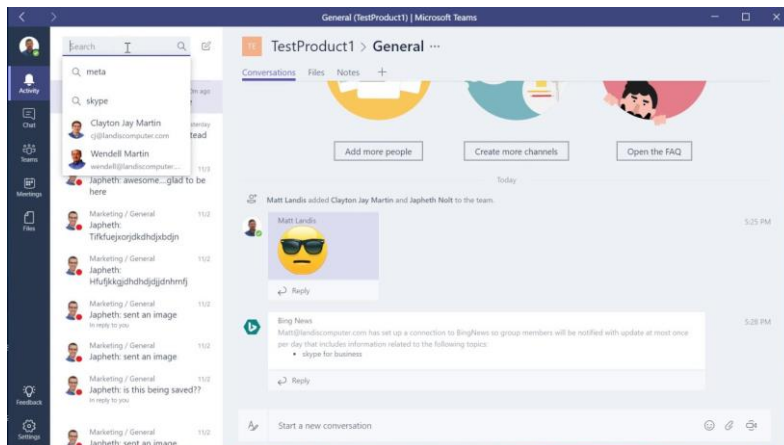 General (TestProduct1) | Microsoft Teams
Search
meta
skype
Clayton Jay Martin
cj@landiscomputer.com
Wendell Martin
wendell@landiscomputer...
Activity
Chat
Teams
Meetings
Files
Feedback
Settings
m ago
11/3
Japheth: awesome...glad to be
here
Marketing / General 11/2
Japheth:
Tifkfuejxorjdkdhdjxbdjn
Marketing / General 11/2
Japheth:
Marketing / General 11/2
Japheth: sent an image
In reply to you
Japheth: sent an image
Marketing / General 11/2
Japheth: is this being saved??
In reply to you
Marketing / General 11/2
Japheth: sent an image
TE
TestProduct1 > General ...
Conversations Files Notes +
Add more people
Create more channels
Open the FAQ
Today
Matt Landis added Clayton Jay Martin and Japheth Nolt to the team.
Matt Landis 5:25 PM
Reply
Bing News 5:28 PM
Matt@landiscomputer.com has set up a connection to BingNews so group members will be notified with update at most once
per day that includes information related to the following topics:
• skype for business
Reply
Start a new conversation